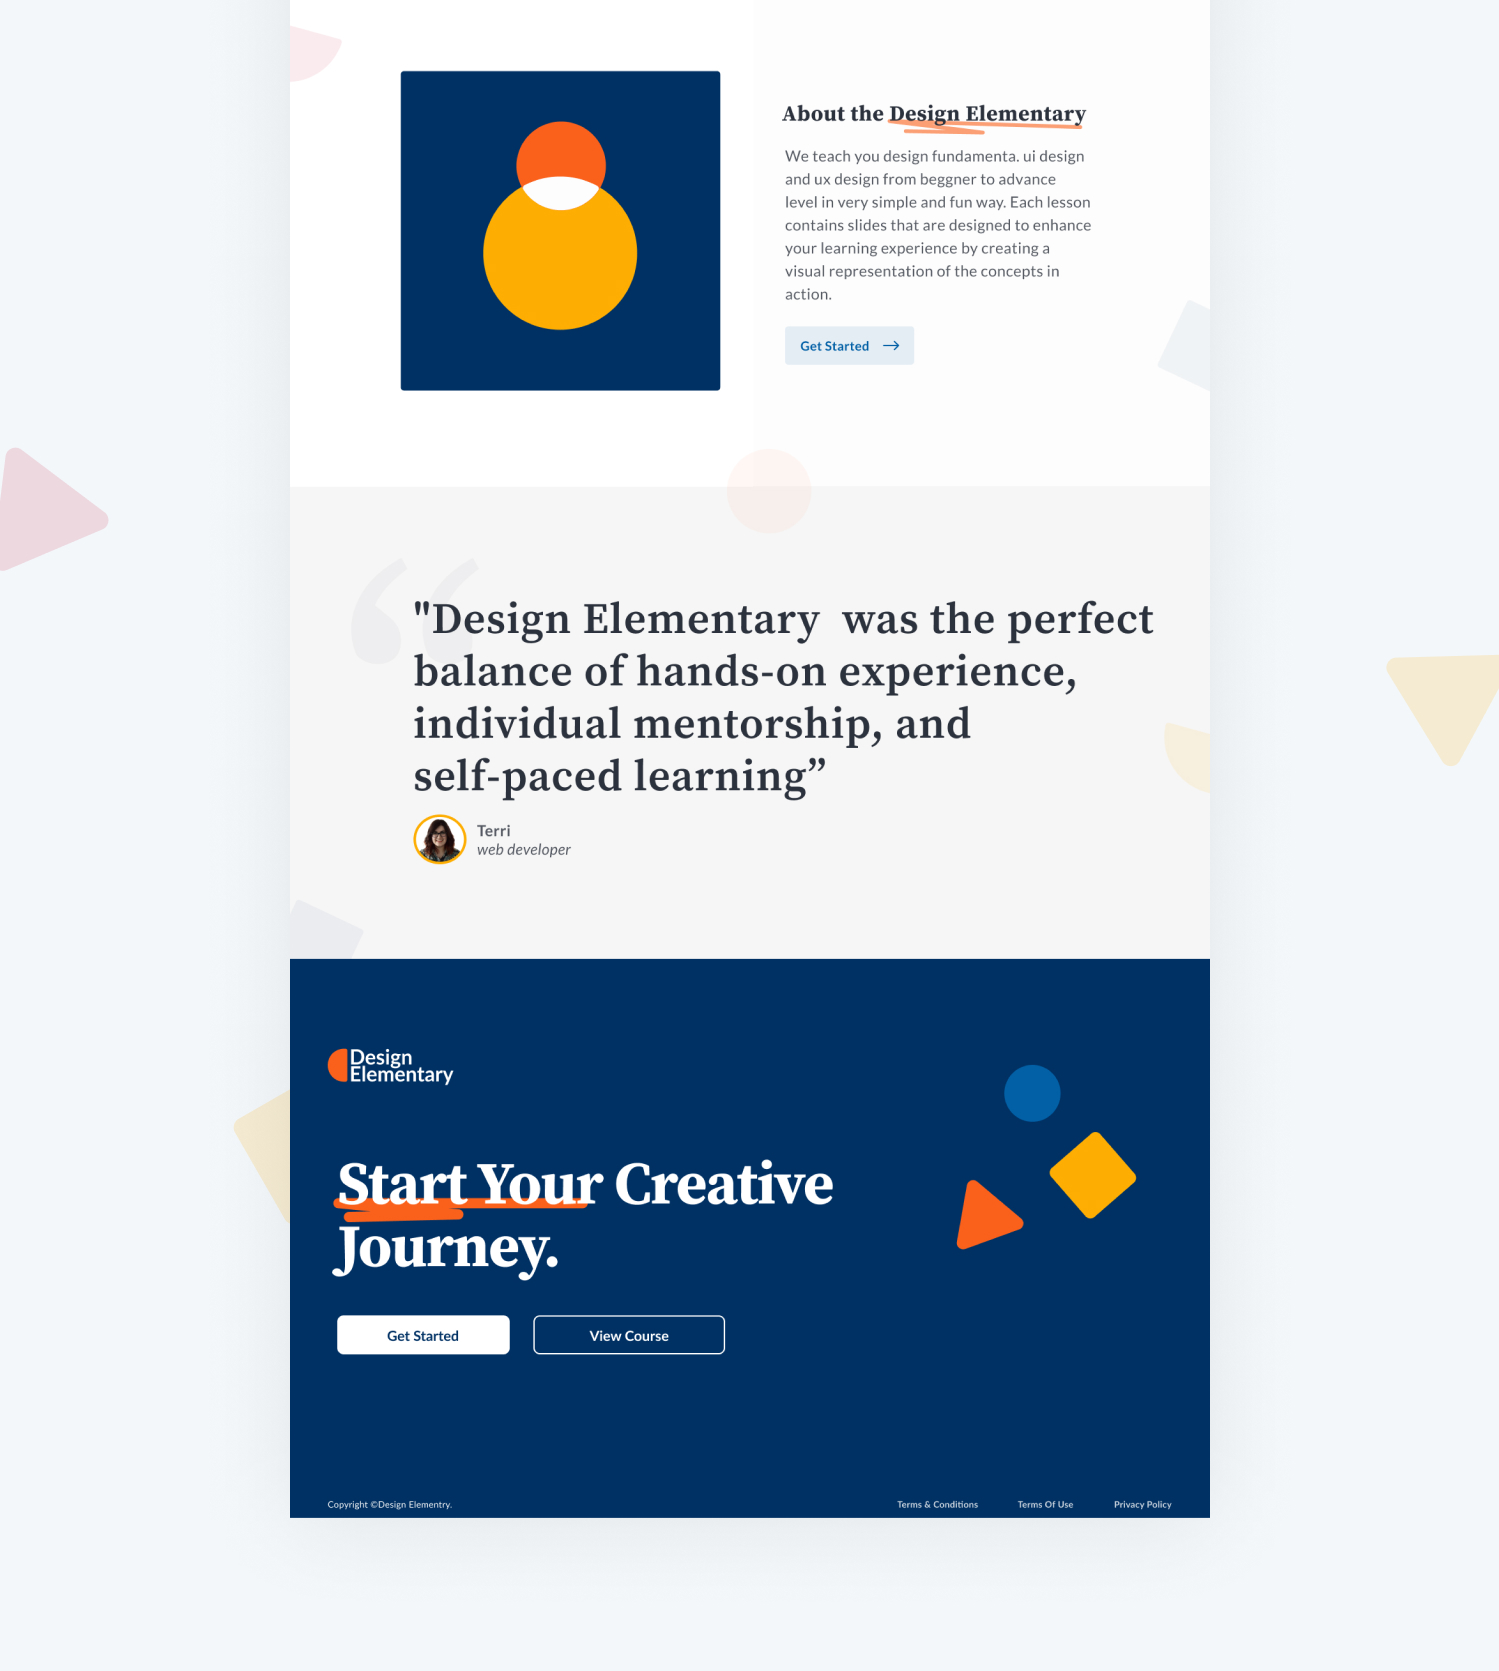 About the Design Elementary
We teach you design fundamenta. ui design
and ux design from beggner to advance
level in very simple and fun way. Each lesson
contains slides that are designed to enhance
your learning experience by creating a
visual representation of the concepts in
action.
Get Started
"Design Elementary  was the perfect
balance of hands-on experience,
individual mentorship, and
self-paced learning”
Terri
web developer
Design
Elementary
Start Your Creative
Journey.
Get Started
View Course
Copyright ©Design Elementry.
Terms & Conditions
Terms Of Use
Privacy Policy